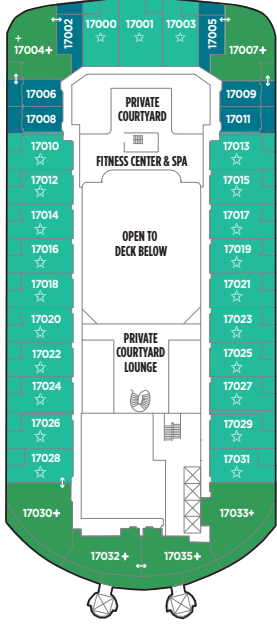 17000 17001 17003
17002 17005
+
17004+ 17007+
17006 17009
17008 17011
PRIVATE
COURTYARD
FITNESS CENTER & SPA
17010 17013
17012 17015
17014 17017
OPEN TO
DECK BELOW
17016 17019
17018 17021
17020 17023
PRIVATE
COURTYARD
LOUNGE
17022 17025
17024 17027
17026 17029
17028 17031
17030+ 17033+
17032+ 17035+